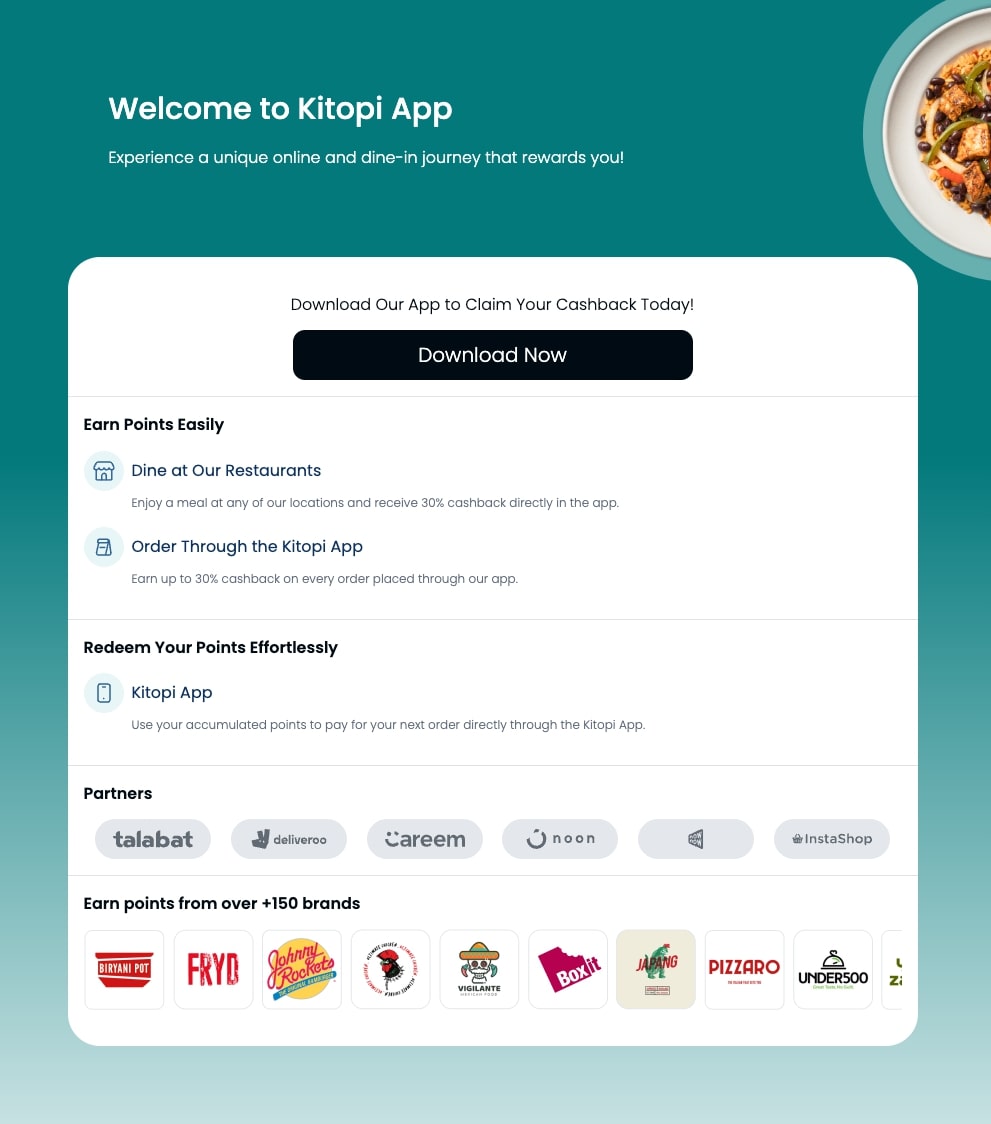 Welcome to Kitopi App
Experience a unique online and dine-in journey that rewards you!
Download Our App to Claim Your Cashback Today!
Download Now
Earn Points Easily
Dine at Our Restaurants
Enjoy a meal at any of our locations and receive 30% cashback directly in the app.
Order Through the Kitopi App
Earn up to 30% cashback on every order placed through our app.
Redeem Your Points Effortlessly
Kitopi App
Use your accumulated points to pay for your next order directly through the Kitopi App.
Partners
talabat
deliveroo
Careem
noon
InstaShop
Earn points from over +150 brands
BIRYANI POT
FRYD
Johnny Rockets
THE ORIGINAL HAMBURGER
VIGILANTE
MEXICAN FOOD
Boxit
JAPANG
PIZZARO
UNDER500